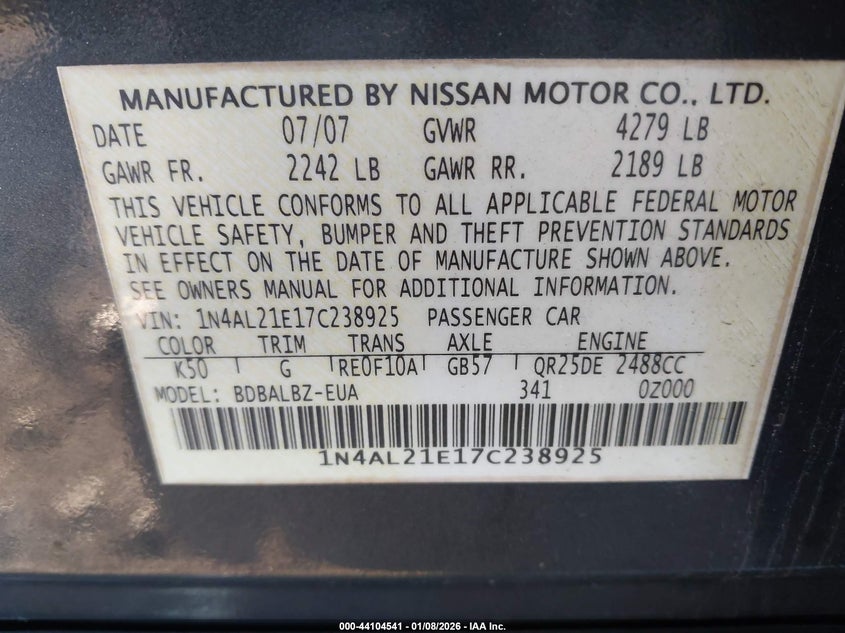 MANUFACTURED BY NISSAN MOTOR CO., LTD.
DATE 07/07 GVWR 4279 LB
GAWR FR. 2242 LB GAWR RR. 2189 LB
THIS VEHICLE CONFORMS TO ALL APPLICABLE FEDERAL MOTOR
VEHICLE SAFETY, BUMPER AND THEFT PREVENTION STANDARDS
IN EFFECT ON THE DATE OF MANUFACTURE SHOWN ABOVE.
SEE OWNERS MANUAL FOR ADDITIONAL INFORMATION.
VIN: 1N4AL21E17C238925 PASSENGER CAR
COLOR TRIM TRANS AXLE ENGINE
K50 G RE0F10A GB57 QR25DE 2488CC
MODEL: BDBALBZ-EUA 341 0Z000
1N4AL21E17C238925
000-44104541 - 01/08/2026 - IAA Inc.